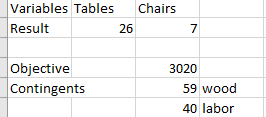 Variables Tables Chairs
Result 26 7
Objective 3020
Contingents 59 wood
40 labor